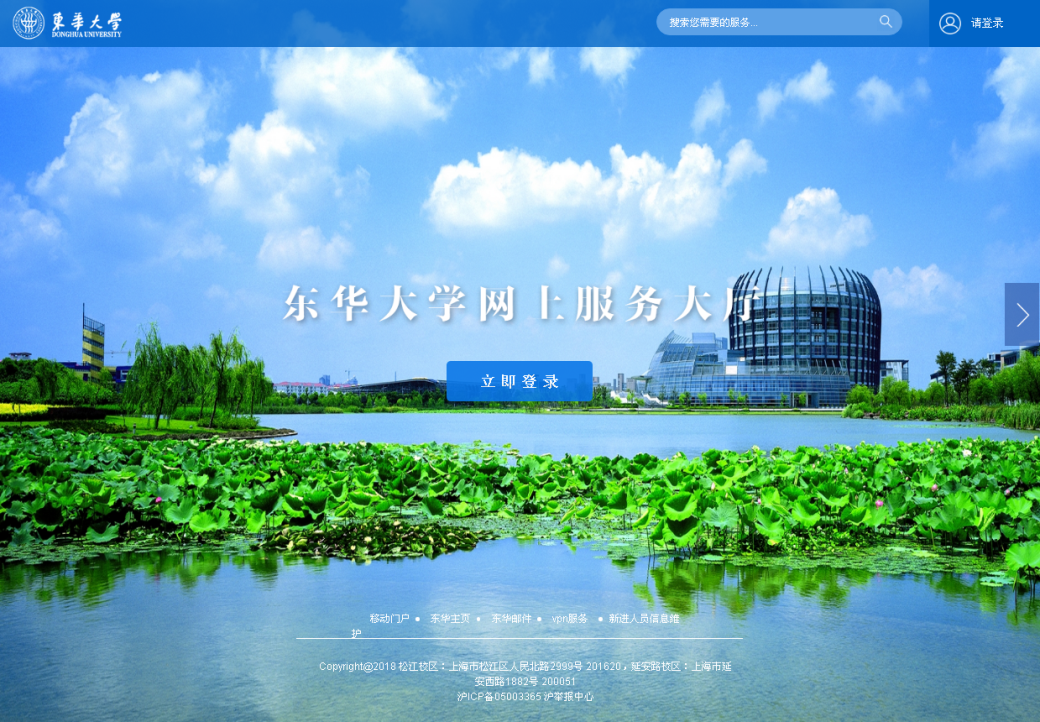 東華大学
DONGHUA UNIVERSITY
搜索您需要的服务...
请登录
东华大学网上服务大厅
立即登录
移动门户 ● 东华主页 ● 东华邮件 ● vpn服务 ● 新进人员信息维
护
Copyright@2018 松江校区：上海市松江区人民北路2999号 201620，延安路校区：上海市延
安西路1882号 200051
沪ICP备05003365 沪举报中心